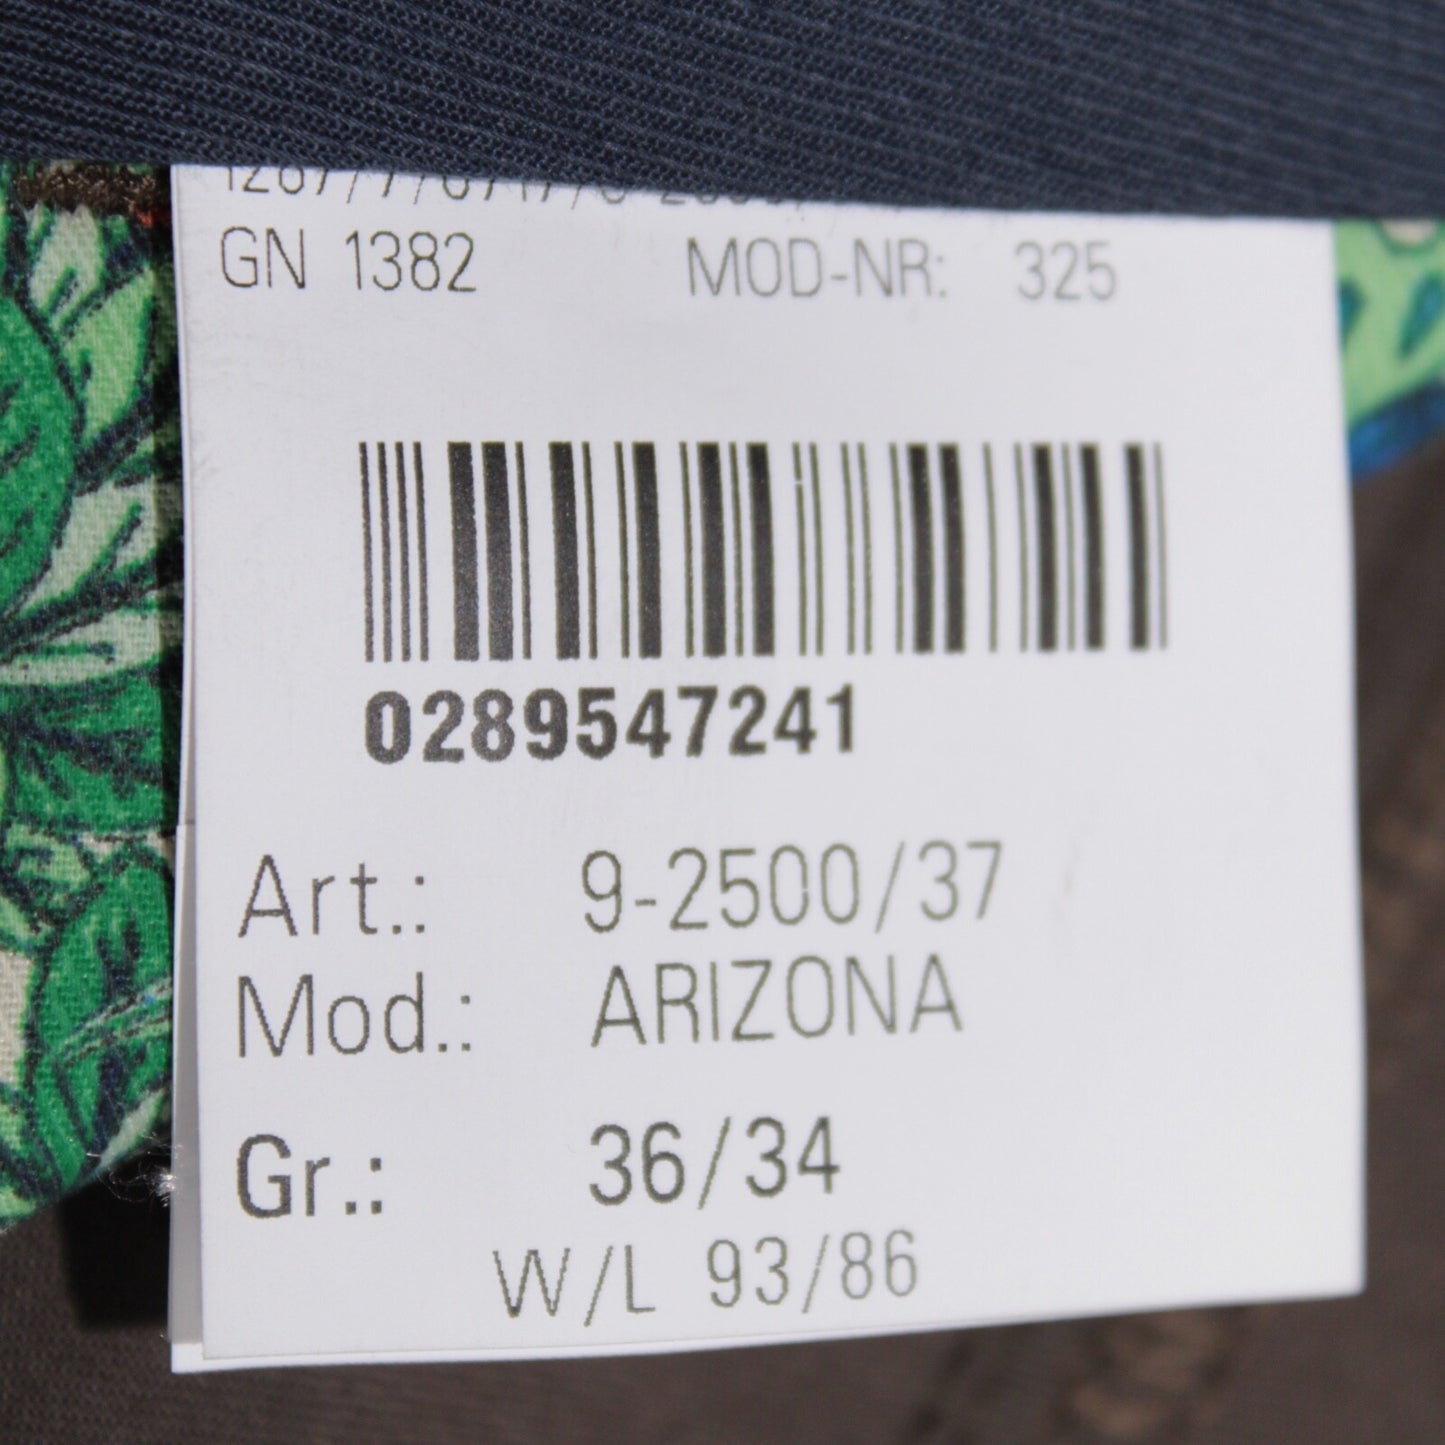 GN 1382 MOD-NR: 325
0289547241
Art.: 9-2500/37
Mod.: ARIZONA
Gr.: 36/34
W/L 93/86